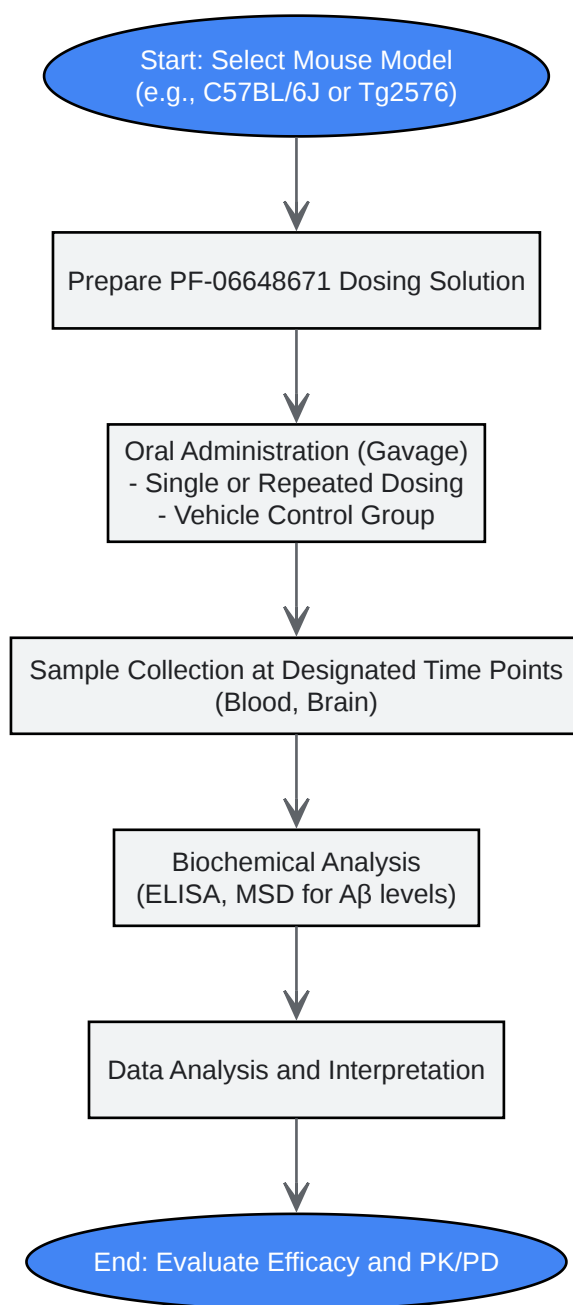 Start: Select Mouse Model
(e.g., C57BL/6J or Tg2576)
Prepare PF-06648671 Dosing Solution
Oral Administration (Gavage)
- Single or Repeated Dosing
- Vehicle Control Group
Sample Collection at Designated Time Points
(Blood, Brain)
Biochemical Analysis
(ELISA, MSD for Aβ levels)
Data Analysis and Interpretation
End: Evaluate Efficacy and PK/PD